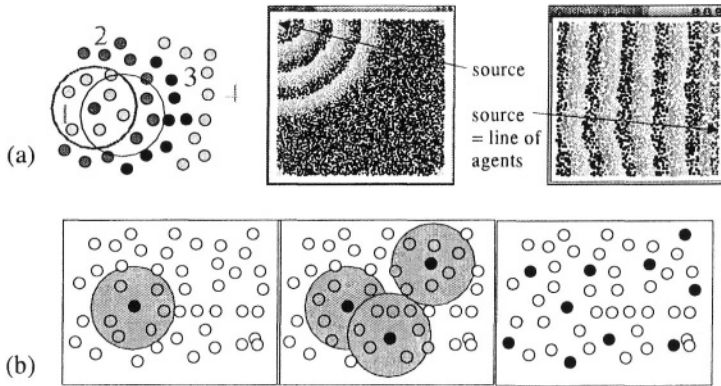 2
3
source
source
= line of
agents
(a)
(b)